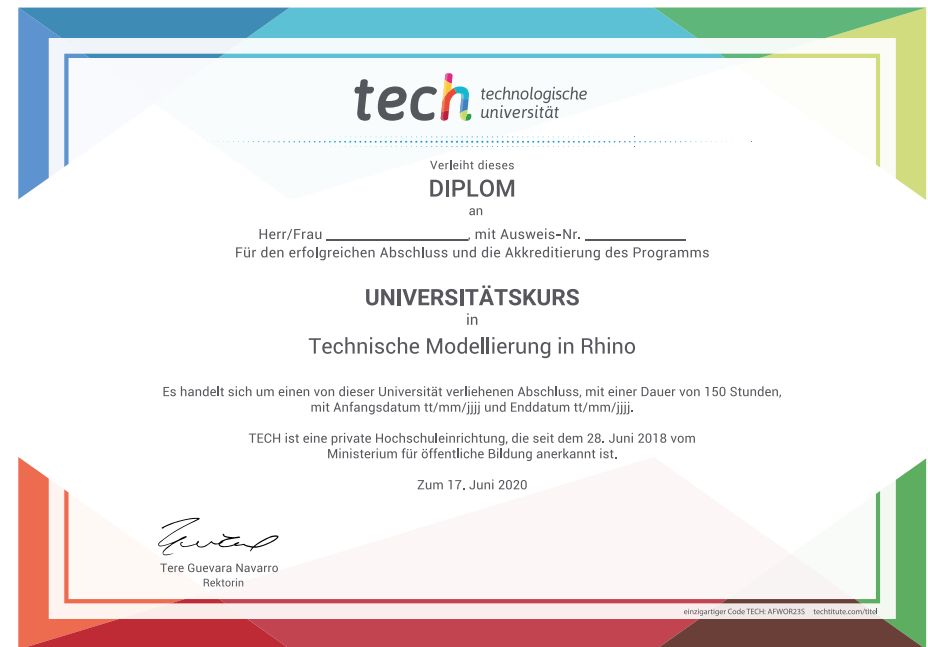 tech technologische
universität
Verleiht dieses
DIPLOM
an
Herr/Frau ____________, mit Ausweis-Nr. ____________
Für den erfolgreichen Abschluss und die Akkreditierung des Programms
UNIVERSITÄTSKURS
in
Technische Modellierung in Rhino
Es handelt sich um einen von dieser Universität verliehenen Abschluss, mit einer Dauer von 150 Stunden,
mit Anfangsdatum tt/mm/jjjj und Enddatum tt/mm/jjjj.
TECH ist eine private Hochschuleinrichtung, die seit dem 28. Juni 2018 vom
Ministerium für öffentliche Bildung anerkannt ist.
Zum 17. Juni 2020
Tere Guevara Navarro
Rektorin
einzigartiger Code TECH: AFWOR23S techtitute.com/titel